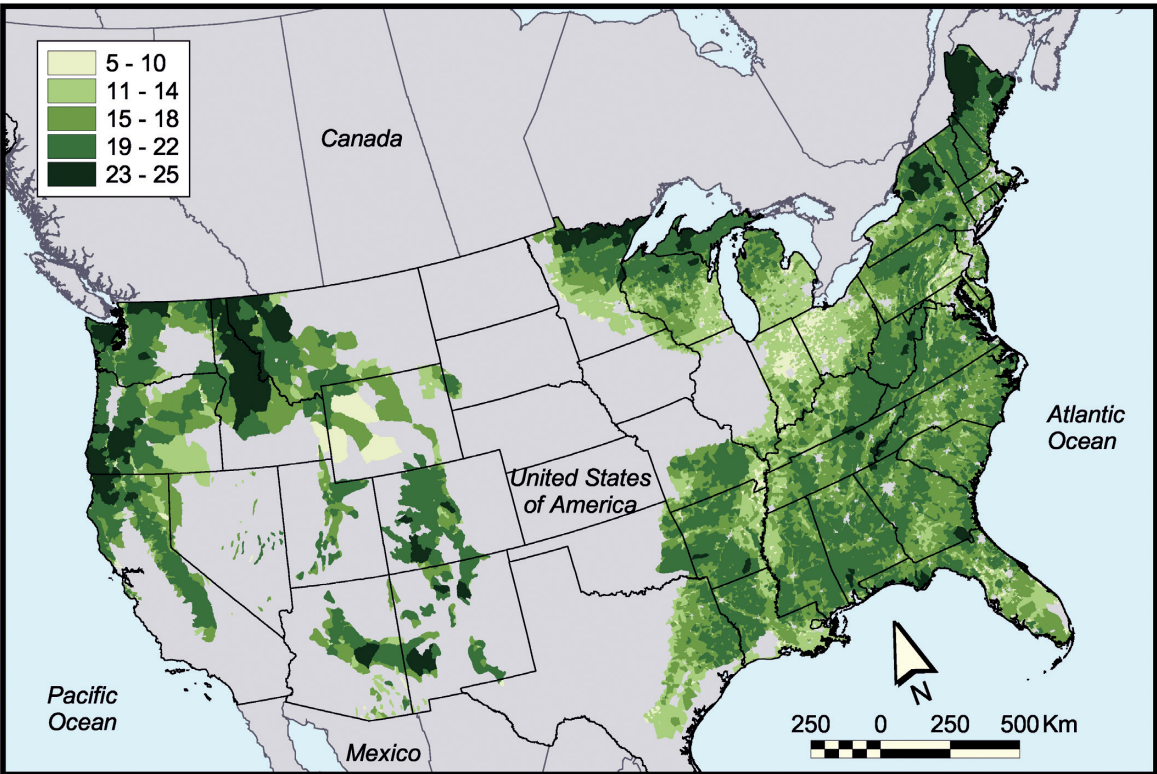 5 - 10
11 - 14
15 - 18
19 - 22
23 - 25
Canada
United States
of America
Atlantic
Ocean
Pacific
Ocean
Mexico
N
250 0 250 500 Km